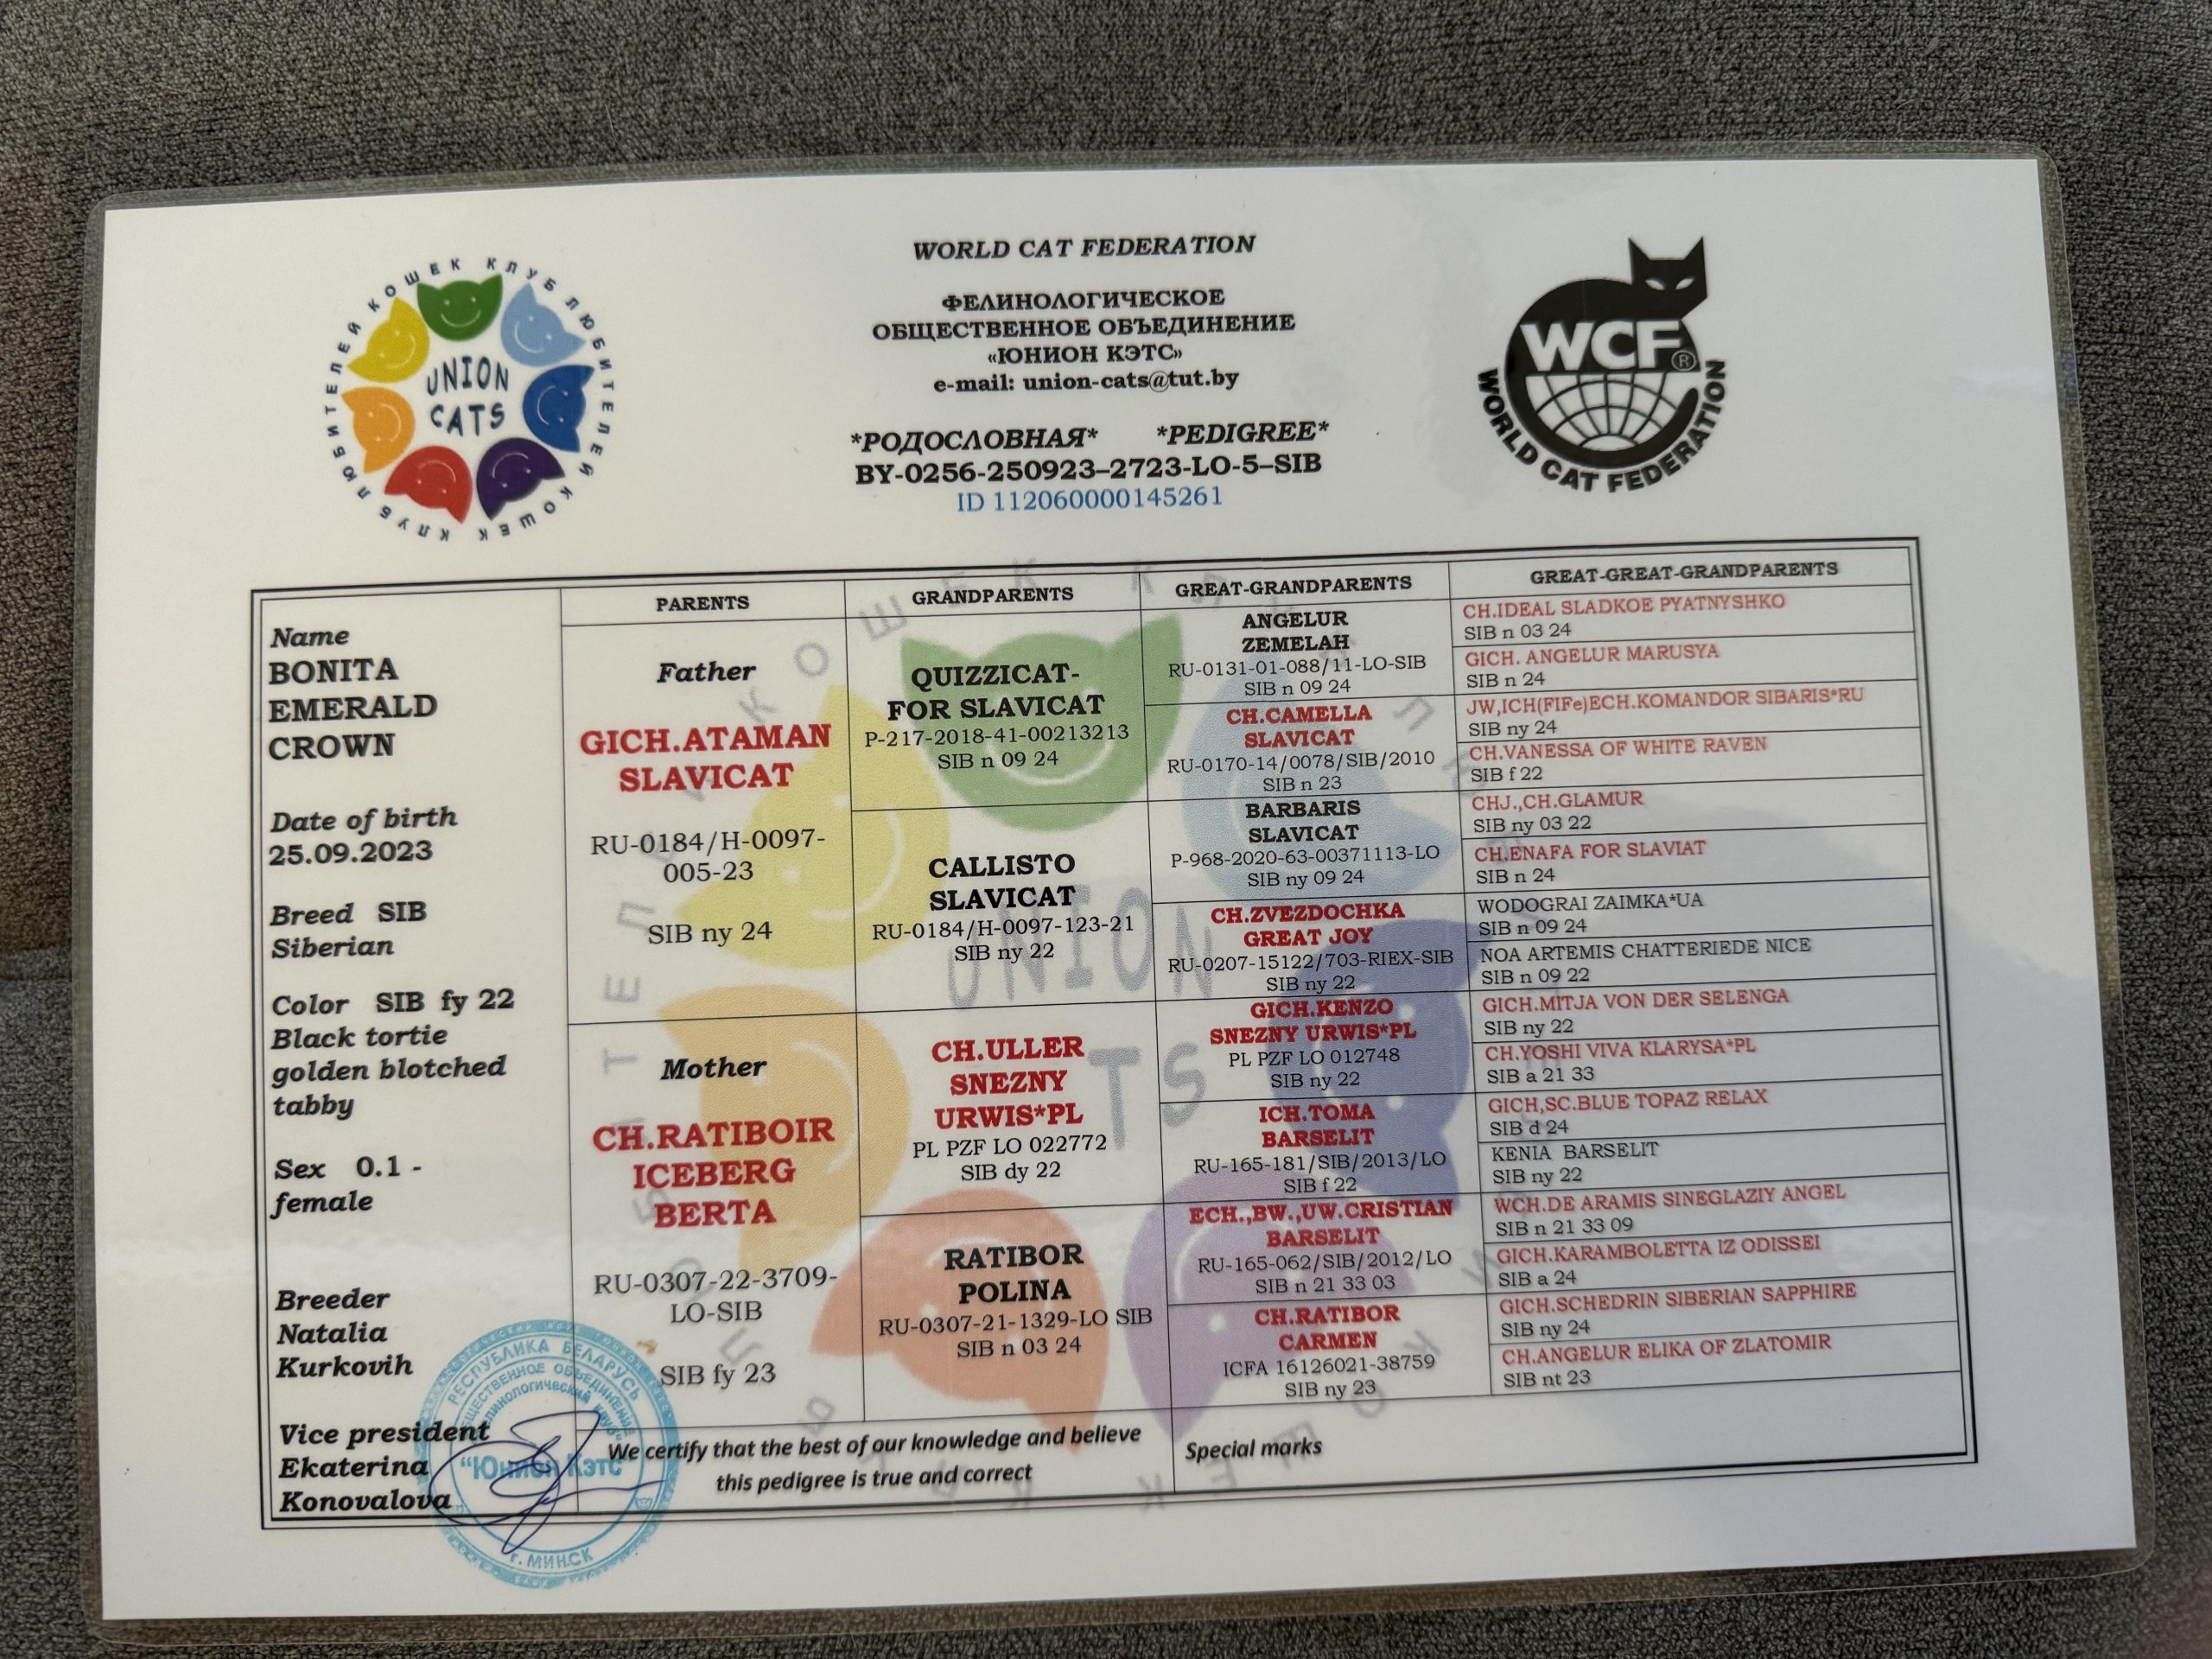 КЛУБ ЛЮБИТЕЛЕЙ КОШЕК КЛУБ ЛЮБИТЕЛЕЙ КОШЕК
UNION
CATS
WORLD CAT FEDERATION
ФЕЛИНОЛОГИЧЕСКОЕ
ОБЩЕСТВЕННОЕ ОБЪЕДИНЕНИЕ
«ЮНИОН КЭТС»
e-mail: union-cats@tut.by
*РОДОСЛОВНАЯ* *PEDIGREE*
BY-0256-250923–2723-LO-5–SIB
ID 112060000145261
WCF®
WORLD CAT FEDERATION
Name
BONITA
EMERALD
CROWN
Date of birth
25.09.2023
Breed SIB
Siberian
Color SIB fy 22
Black tortie
golden blotched
tabby
Sex 0.1 -
female
Breeder
Natalia
Kurkovih
Vice president
Ekaterina
Konovalova
PARENTS
Father
GICH.ATAMAN
SLAVICAT
RU-0184/H-0097-
005-23
SIB ny 24
Mother
CH.RATIBOIR
ICEBERG
BERTA
RU-0307-22-3709-
LO-SIB
SIB fy 23
GRANDPARENTS
QUIZZICAT-
FOR SLAVICAT
P-217-2018-41-00213213
SIB n 09 24
CALLISTO
SLAVICAT
RU-0184/H-0097-123-21
SIB ny 22
CH.ULLER
SNEZNY
URWIS*PL
PL PZF LO 022772
SIB dy 22
RATIBOR
POLINA
RU-0307-21-1329-LO SIB
SIB n 03 24
GREAT-GRANDPARENTS
ANGELUR
ZEMELAH
RU-0131-01-088/11-LO-SIB
SIB n 09 24
CH.CAMELLA
SLAVICAT
RU-0170-14/0078/SIB/2010
SIB n 23
BARBARIS
SLAVICAT
P-968-2020-63-00371113-LO
SIB ny 09 24
CH.ZVEZDOCHKA
GREAT JOY
RU-0207-15122/703-RIEX-SIB
SIB ny 22
GICH.KENZO
SNEZNY URWIS*PL
PL PZF LO 012748
SIB ny 22
ICH.TOMA
BARSELIT
RU-165-181/SIB/2013/LO
SIB f 22
ECH.,BW.,UW.CRISTIAN
BARSELIT
RU-165-062/SIB/2012/LO
SIB n 21 33 03
CH.RATIBOR
CARMEN
ICFA 16126021-38759
SIB ny 23
GREAT-GREAT-GRANDPARENTS
CH.IDEAL SLADKOE PYATNYSHKO
SIB n 03 24
GICH. ANGELUR MARUSYA
SIB n 24
JW,ICH(FIFe)ECH.KOMANDOR SIBARIS*RU
SIB ny 24
CH.VANESSA OF WHITE RAVEN
SIB f 22
CHJ.,CH.GLAMUR
SIB ny 03 22
CH.ENAFA FOR SLAVIAT
SIB n 24
WODOGRAI ZAIMKA*UA
SIB n 09 24
NOA ARTEMIS CHATTERIEDE NICE
SIB n 09 22
GICH.MITJA VON DER SELENGA
SIB ny 22
CH.YOSHI VIVA KLARYSA*PL
SIB a 21 33
GICH,SC.BLUE TOPAZ RELAX
SIB d 24
KENIA BARSELIT
SIB ny 22
WCH.DE ARAMIS SINEGLAZIY ANGEL
SIB n 21 33 09
GICH.KARAMBOLETTA IZ ODISSEI
SIB a 24
GICH.SCHEDRIN SIBERIAN SAPPHIRE
SIB ny 24
CH.ANGELUR ELIKA OF ZLATOMIR
SIB nt 23
We certify that the best of our knowledge and believe
this pedigree is true and correct
Special marks
РЕСПУБЛИКА БЕЛАРУСЬ
"Юнион Кэтс"
г. МИНСК